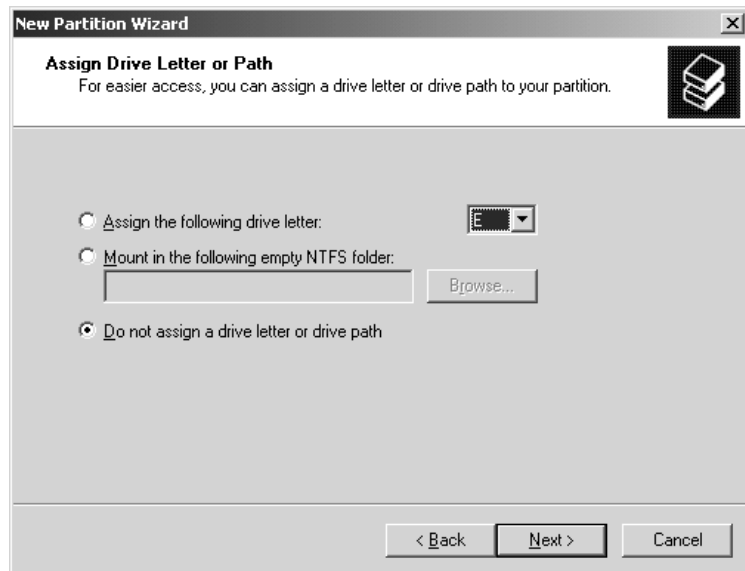 New Partition Wizard
Assign Drive Letter or Path
For easier access, you can assign a drive letter or drive path to your partition.
Assign the following drive letter: E
Mount in the following empty NTFS folder:
Browse...
Do not assign a drive letter or drive path
< Back Next > Cancel